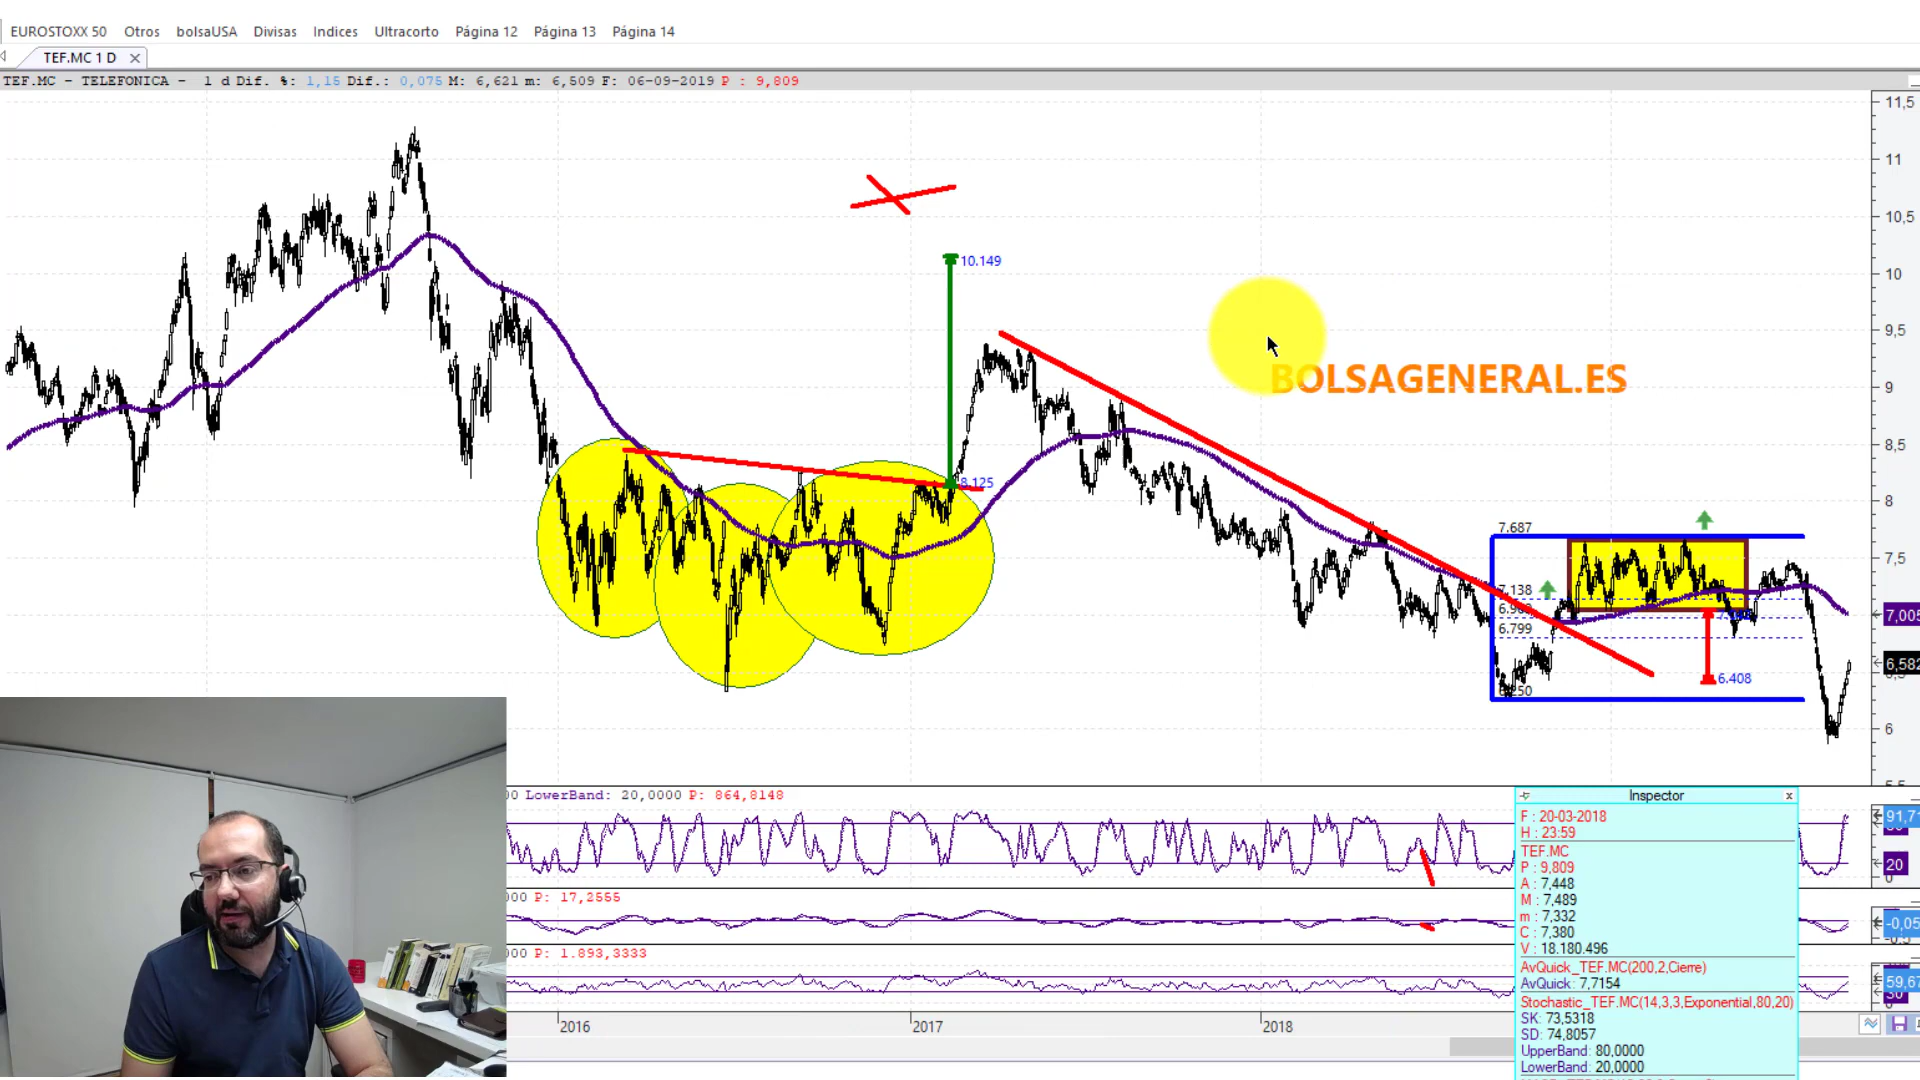 EUROSTOXX 50 Otros bolsaUSA Divisas Indices Ultracorto Página 12 Página 13 Página 14
TEF.MC 1 D
TEF.MC - TELEFONICA - 1 d Dif. %: 1,15 Dif.: 0,075 M: 6,621 m: 6,509 F: 06-09-2019 P : 9,809
11,5
11
10,5
10.149
10
9,5
BOLSAGENERAL.ES
9
8,5
8.125
8
7.687
7,5
7.138
7,005
6.799
6,582
6.408
6.250
6
LowerBand: 20,0000 P: 864,8148
20
0
P: 17,2555
-0,05
P: 1.893,3333
2016
2017
2018
Inspector
F : 20-03-2018
H : 23:59
TEF.MC
P : 9,809
A : 7,448
M : 7,489
m : 7,332
C : 7,380
V : 18.180.496
AvQuick_TEF.MC(200,2,Cierre)
AvQuick: 7,7154
Stochastic_TEF.MC(14,3,3,Exponential,80,20)
SK: 73,5318
SD: 74,8057
UpperBand: 80,0000
LowerBand: 20,0000